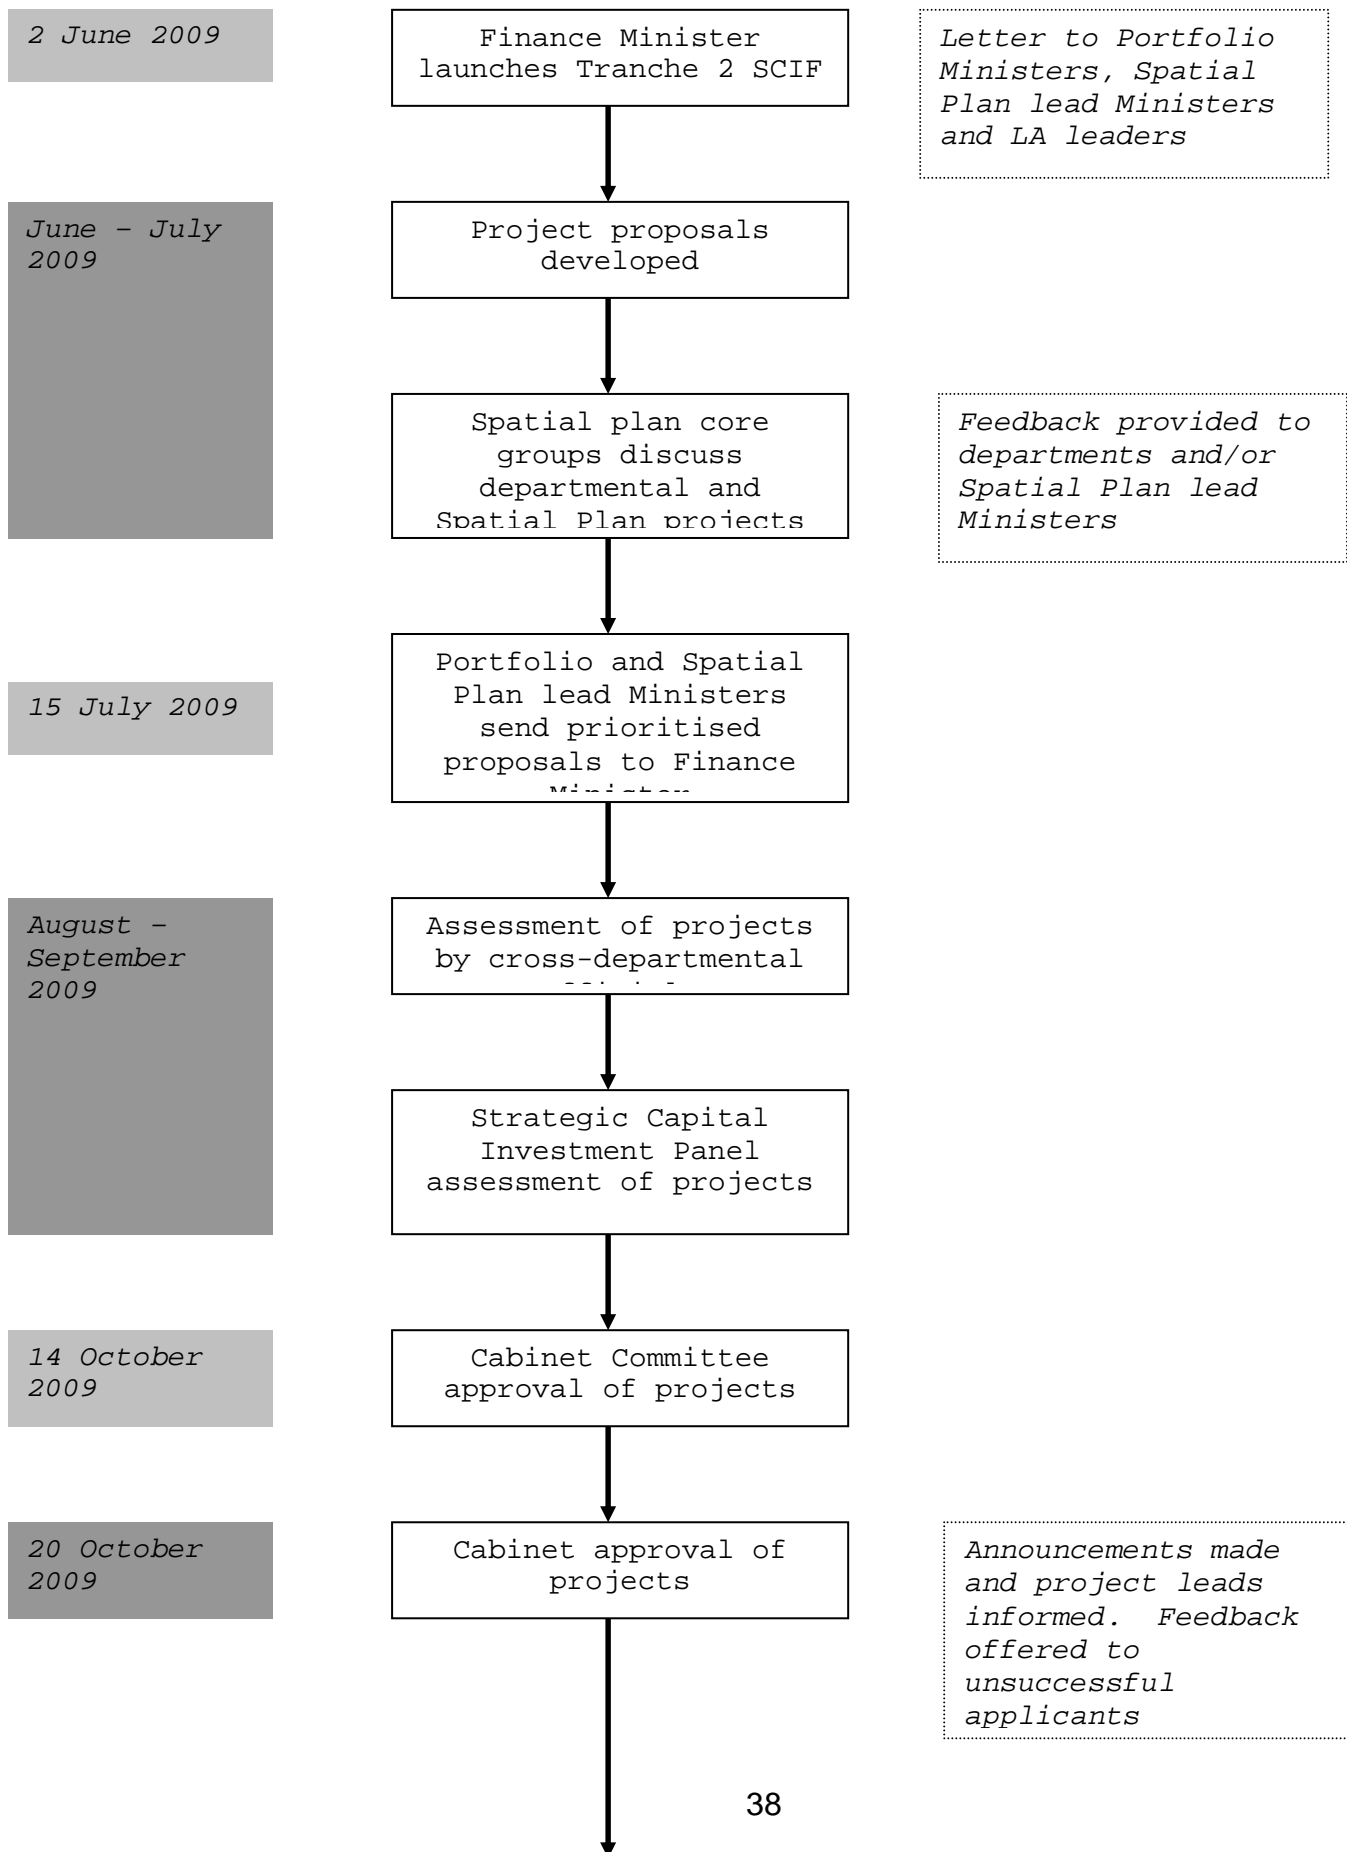 2 June 2009
Finance Minister
launches Tranche 2 SCIF
Letter to Portfolio
Ministers, Spatial
Plan lead Ministers
and LA leaders
June – July
2009
Project proposals
developed
Spatial plan core
groups discuss
departmental and
Spatial Plan projects
Feedback provided to
departments and/or
Spatial Plan lead
Ministers
15 July 2009
Portfolio and Spatial
Plan lead Ministers
send prioritised
proposals to Finance
Minister
August –
September
2009
Assessment of projects
by cross-departmental
Strategic Capital
Investment Panel
assessment of projects
14 October
2009
Cabinet Committee
approval of projects
20 October
2009
Cabinet approval of
projects
Announcements made
and project leads
informed.  Feedback
offered to
unsuccessful
applicants
38